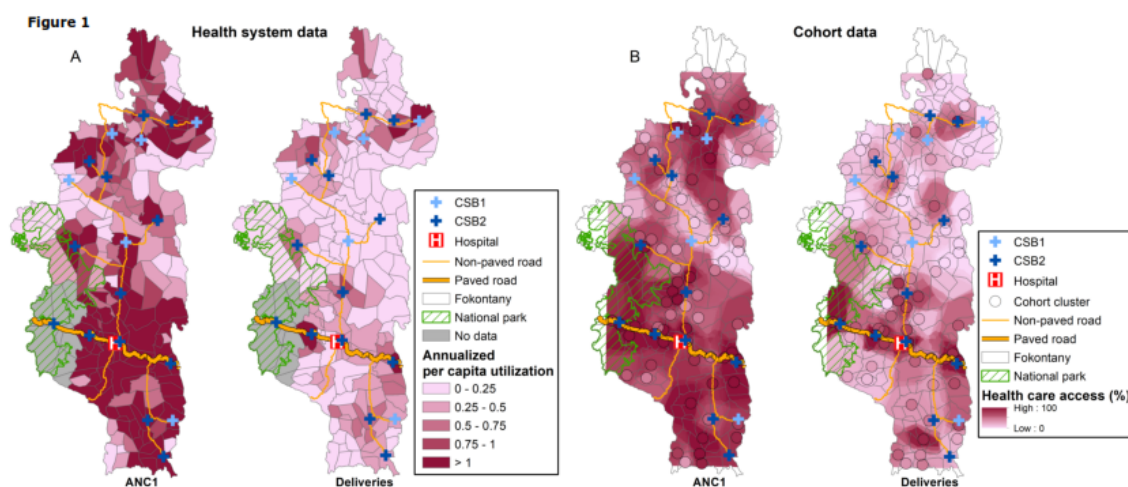 Figure 1
Health system data
Cohort data
A
B
CSB1
CSB2
H Hospital
Non-paved road
Paved road
Fokontany
National park
No data
Annualized
per capita utilization
0 - 0.25
0.25 - 0.5
0.5 - 0.75
0.75 - 1
> 1
CSB1
CSB2
H Hospital
Cohort cluster
Non-paved road
Paved road
Fokontany
National park
Health care access (%)
High : 100
Low : 0
H
H
H
H
ANC1
Deliveries
ANC1
Deliveries